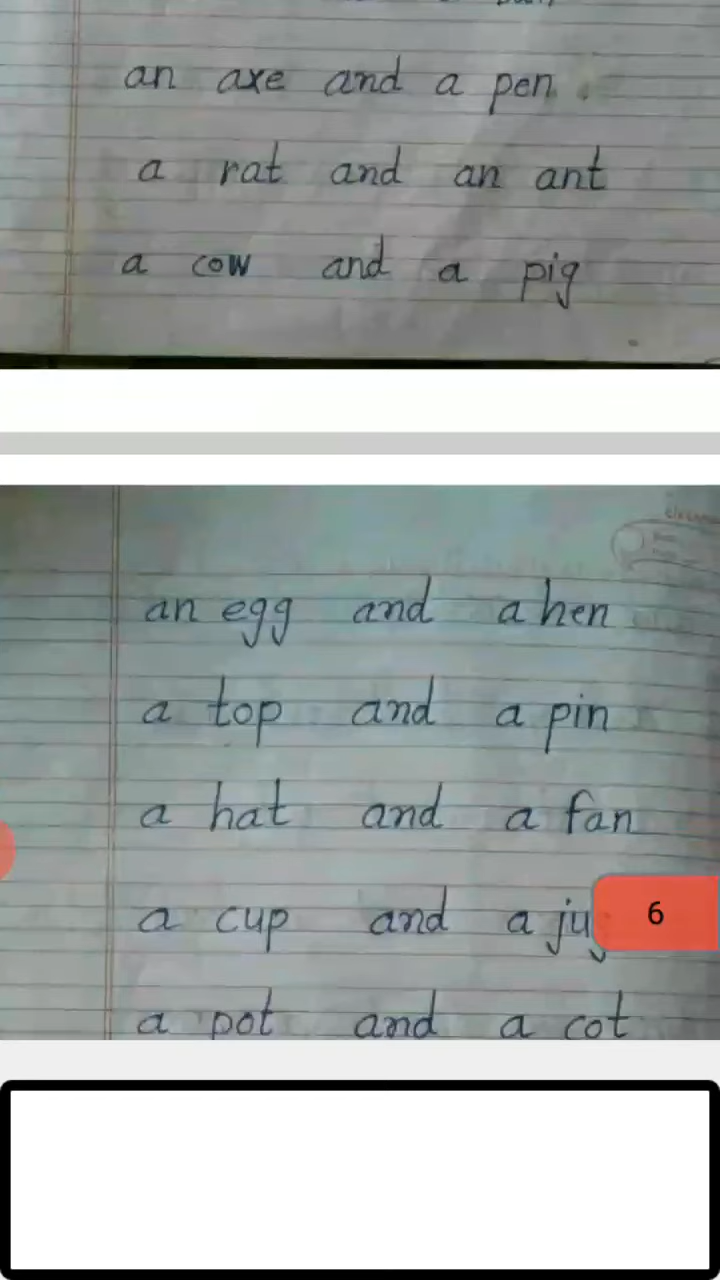 an axe and a pen.
a rat and an ant
a cow and a pig
an egg and a hen
a top and a pin
a hat and a fan
a cup and a
6
a pot and a cot